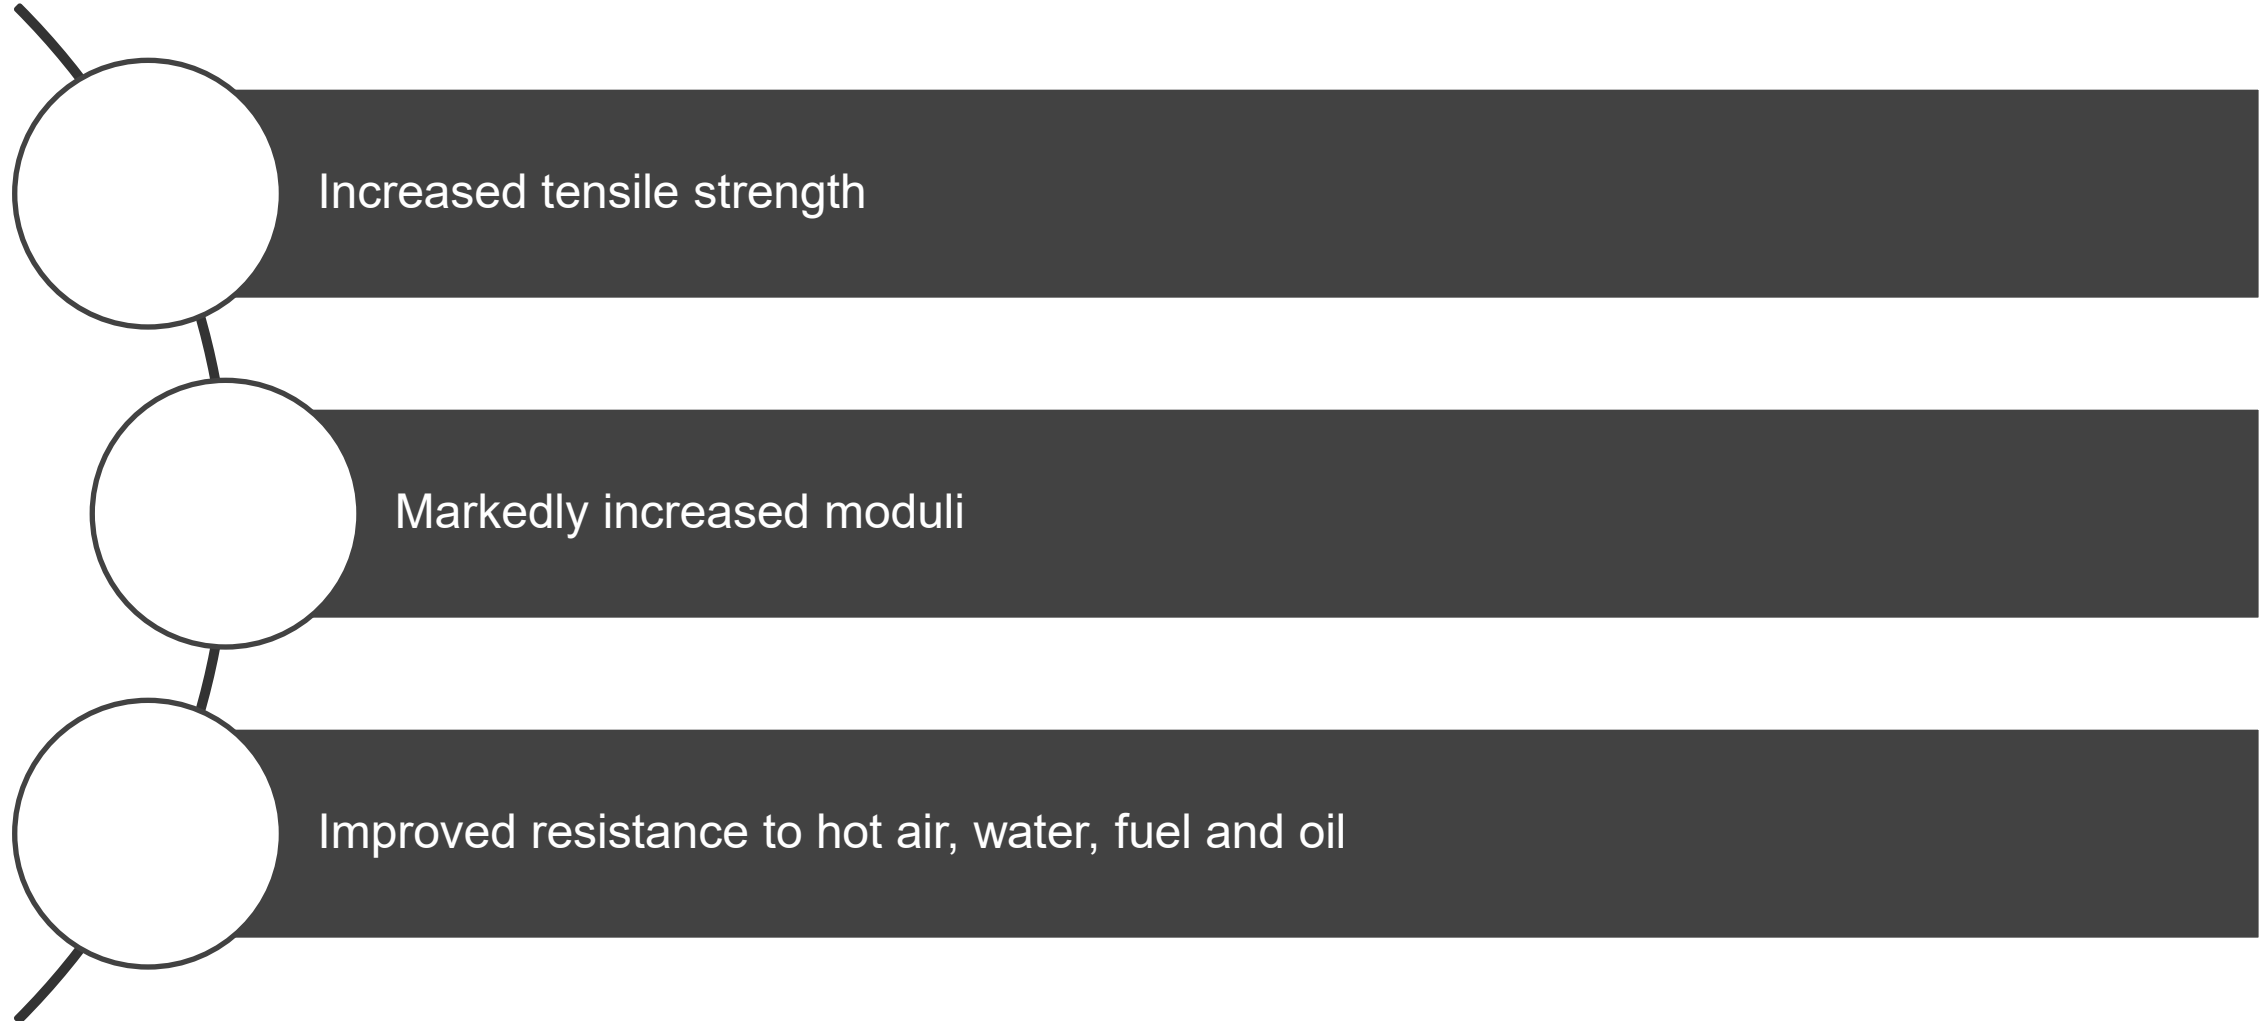 Increased tensile strength
Markedly increased moduli
Improved resistance to hot air, water, fuel and oil